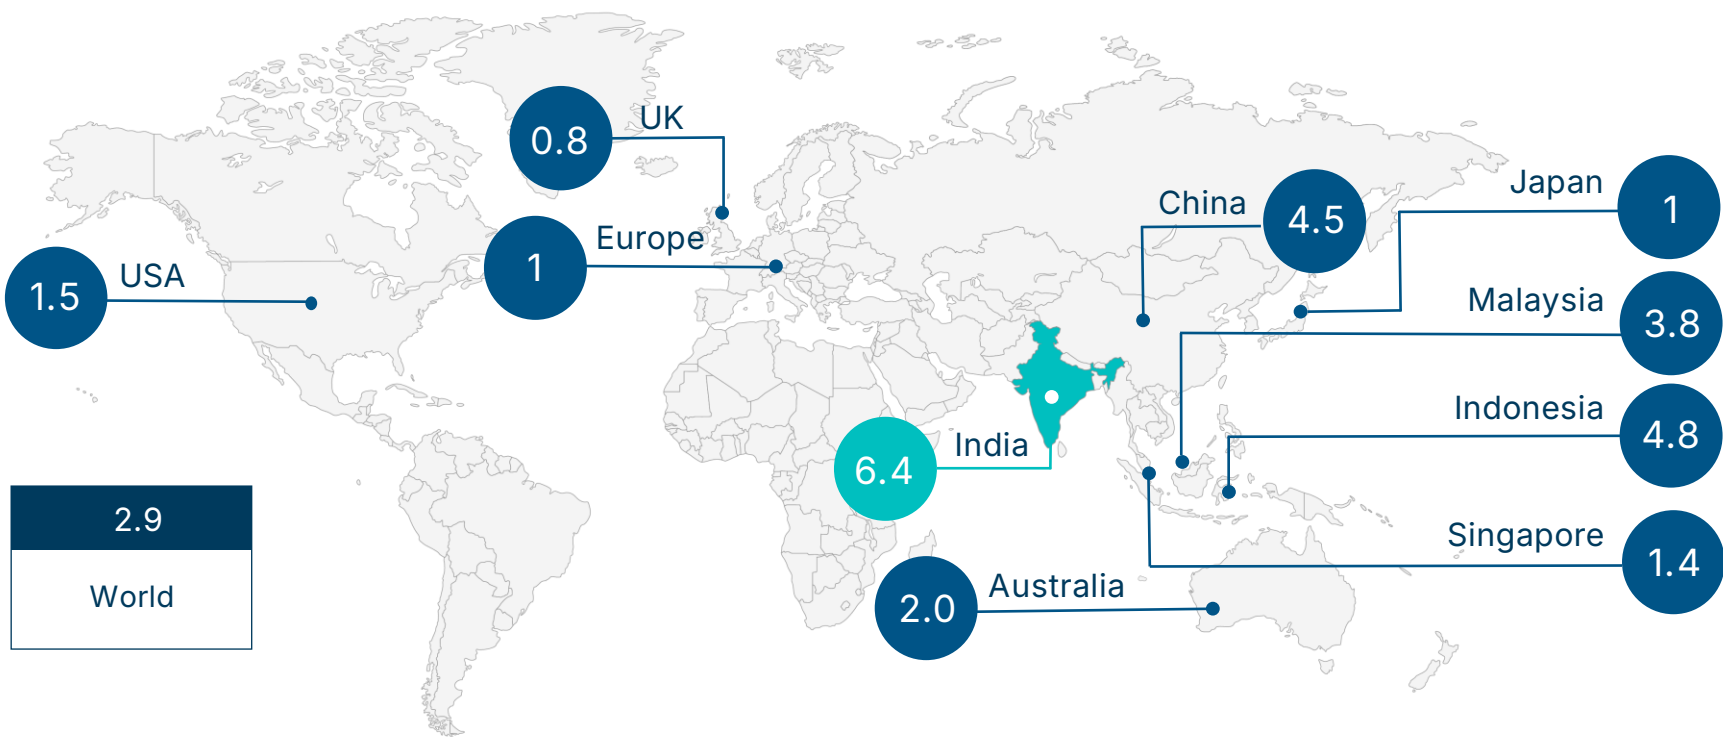 UK
0.8
Europe
1
USA
1.5
China
4.5
Japan
1
Malaysia
3.8
Indonesia
4.8
India
6.4
Singapore
1.4
Australia
2.0
2.9
World